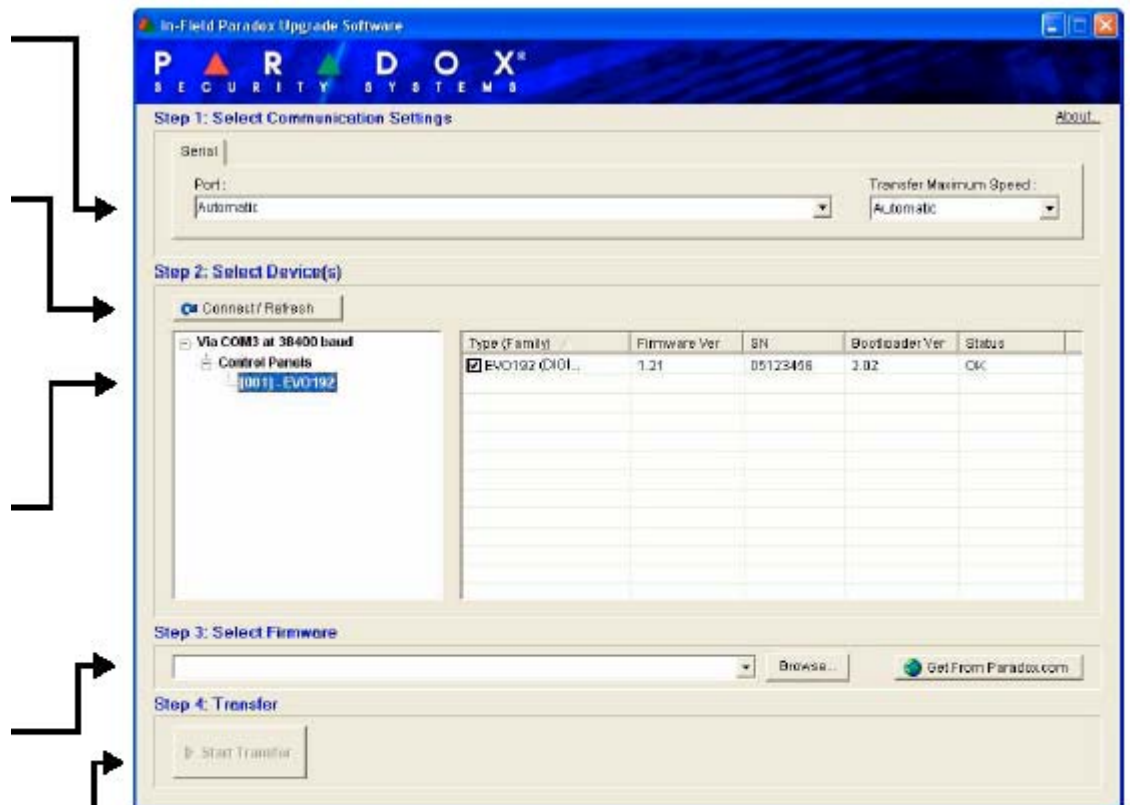 In-Field Paradox Upgrade Software
PARADOX®
SECURITY SYSTEMS
Step 1: Select Communication Settings
About...
Serial
Port:
Transfer Maximum Speed:
Automatic
Automatic
Step 2: Select Device(s)
Connect / Refresh
Via COM3 at 38400 baud
Control Panels
[001] - EVO192
Type (Family) Firmware Ver SN Bootloader Ver Status
EVO192 (DIGI... 1.21 05123456 2.02 OK
Step 3: Select Firmware
Browse...
Get From Paradox.com
Step 4: Transfer
Start Transfer